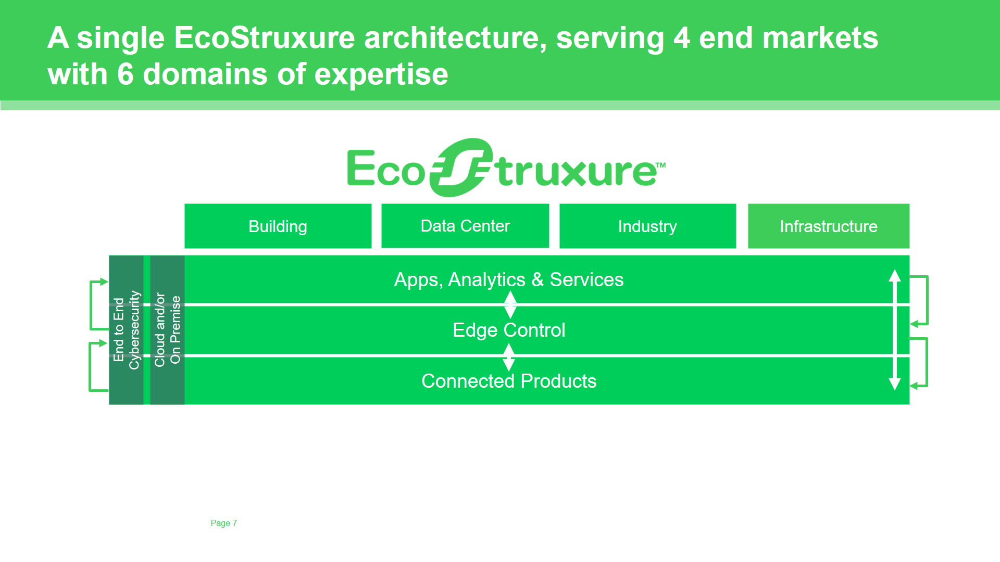 A single EcoStruxure architecture, serving 4 end markets
with 6 domains of expertise
EcoStruxure™
Building
Data Center
Industry
Infrastructure
End to End
Cybersecurity
Cloud and/or
On Premise
Apps, Analytics & Services
Edge Control
Connected Products
Page 7